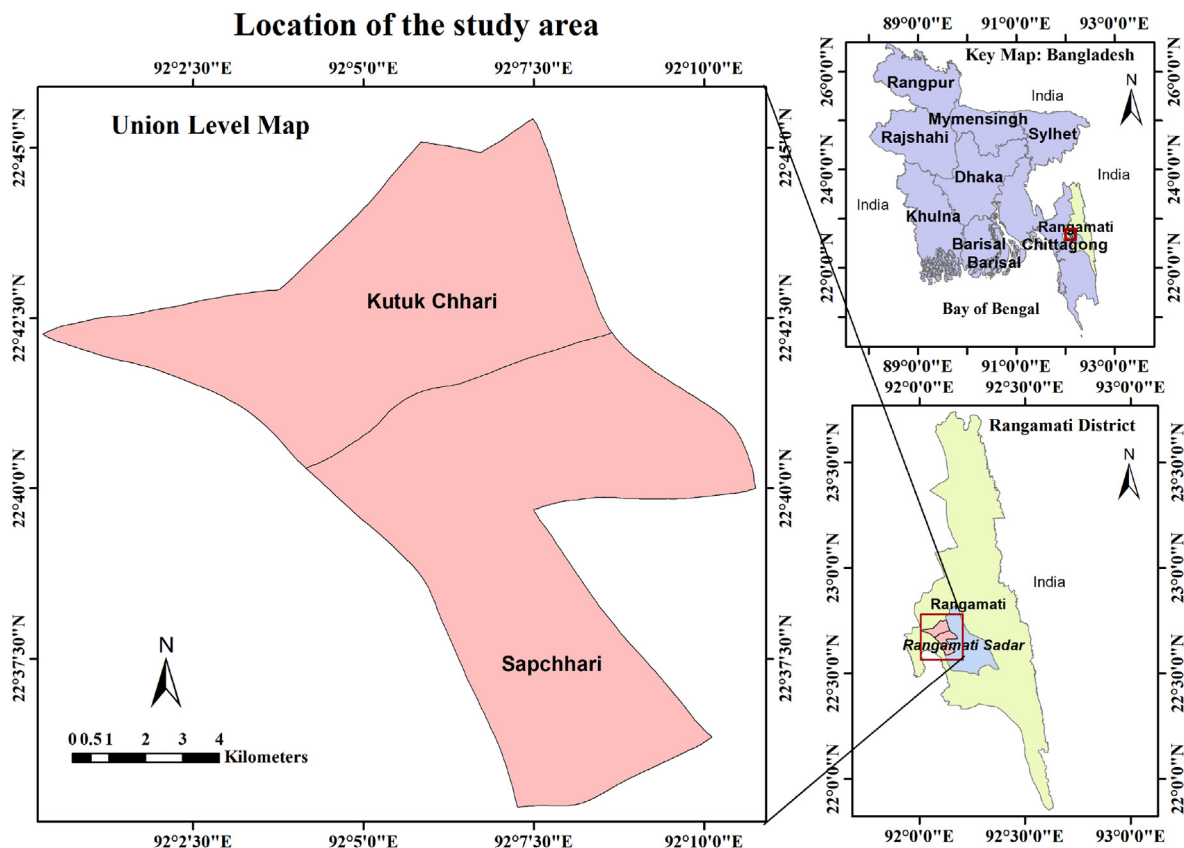 Location of the study area
92°2'30"E 92°5'0"E 92°7'30"E 92°10'0"E
Union Level Map
22°45'0"N
22°42'30"N
22°40'0"N
22°37'30"N
Kutuk Chhari
Sapchhari
N
0 0.5 1 2 3 4
Kilometers
22°45'0"N
22°42'30"N
22°40'0"N
22°37'30"N
92°2'30"E 92°5'0"E 92°7'30"E 92°10'0"E
89°0'0"E 91°0'0"E 93°0'0"E
Key Map: Bangladesh
26°0'0"N
24°0'0"N
22°0'0"N
N
India
Rangpur
Mymensingh
Rajshahi
Sylhet
Dhaka
India
India
Khulna
Rangamati
Barisal
Chittagong
Barisal
Bay of Bengal
26°0'0"N
24°0'0"N
22°0'0"N
89°0'0"E 91°0'0"E 93°0'0"E
92°0'0"E 92°30'0"E 93°0'0"E
Rangamati District
23°30'0"N
23°0'0"N
22°30'0"N
22°0'0"N
N
India
Rangamati
Rangamati Sadar
23°30'0"N
23°0'0"N
22°30'0"N
22°0'0"N
92°0'0"E 92°30'0"E 93°0'0"E